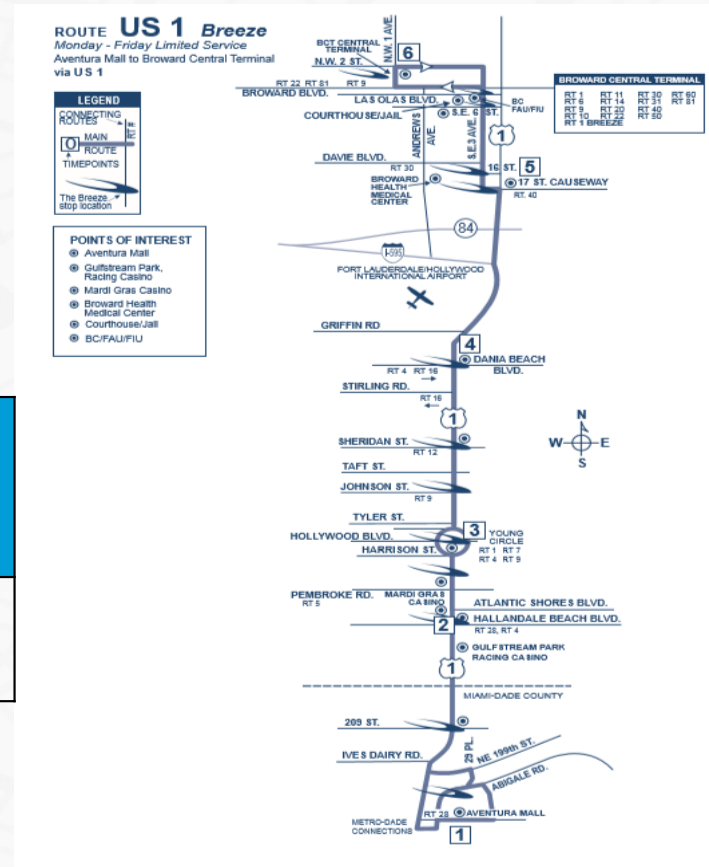 ROUTE US 1 Breeze
Monday - Friday Limited Service
Aventura Mall to Broward Central Terminal
via US 1
LEGEND
CONNECTING
ROUTES
RT #
MAIN
ROUTE
TIMEPOINTS
The Breeze
stop location
POINTS OF INTEREST
Aventura Mall
Gulfstream Park,
Racing Casino
Mardi Gras Casino
Broward Health
Medical Center
Courthouse/Jail
BC/FAU/FIU
BCT CENTRAL
TERMINAL
N.W. 1 AVE.
6
N.W. 2 ST.
RT 22 RT 81 RT 9
BROWARD BLVD.
LAS OLAS BLVD.
COURTHOUSE/JAIL
S.E. 6 ST.
BC
FAU/FIU
BROWARD CENTRAL TERMINAL
RT 1 RT 11 RT 30 RT 60
RT 6 RT 14 RT 31 RT 81
RT 9 RT 20 RT 40
RT 10 RT 22 RT 50
RT 1 BREEZE
ANDREWS
AVE.
S.E.3 AVE.
1
DAVIE BLVD.
RT 30
16 ST.
5
BROWARD
HEALTH
MEDICAL
CENTER
17 ST. CAUSEWAY
RT. 40
84
I-595
FORT LAUDERDALE/HOLLYWOOD
INTERNATIONAL AIRPORT
GRIFFIN RD
4
DANIA BEACH
BLVD.
RT 4 RT 16
STIRLING RD.
RT 16
1
N
W E
S
SHERIDAN ST.
RT 12
TAFT ST.
JOHNSON ST.
RT 9
TYLER ST.
3
YOUNG
CIRCLE
HOLLYWOOD BLVD.
HARRISON ST.
RT 1 RT 7
RT 4 RT 9
PEMBROKE RD.
RT 5
MARDI GRAS
CASINO
ATLANTIC SHORES BLVD.
2
HALLANDALE BEACH BLVD.
RT 28, RT 4
GULFSTREAM PARK
RACING CASINO
1
MIAMI-DADE COUNTY
209 ST.
29 PL.
IVES DAIRY RD.
NE 199th ST.
ABIGALE RD.
RT 28
AVENTURA MALL
METRO-DADE
CONNECTIONS
1